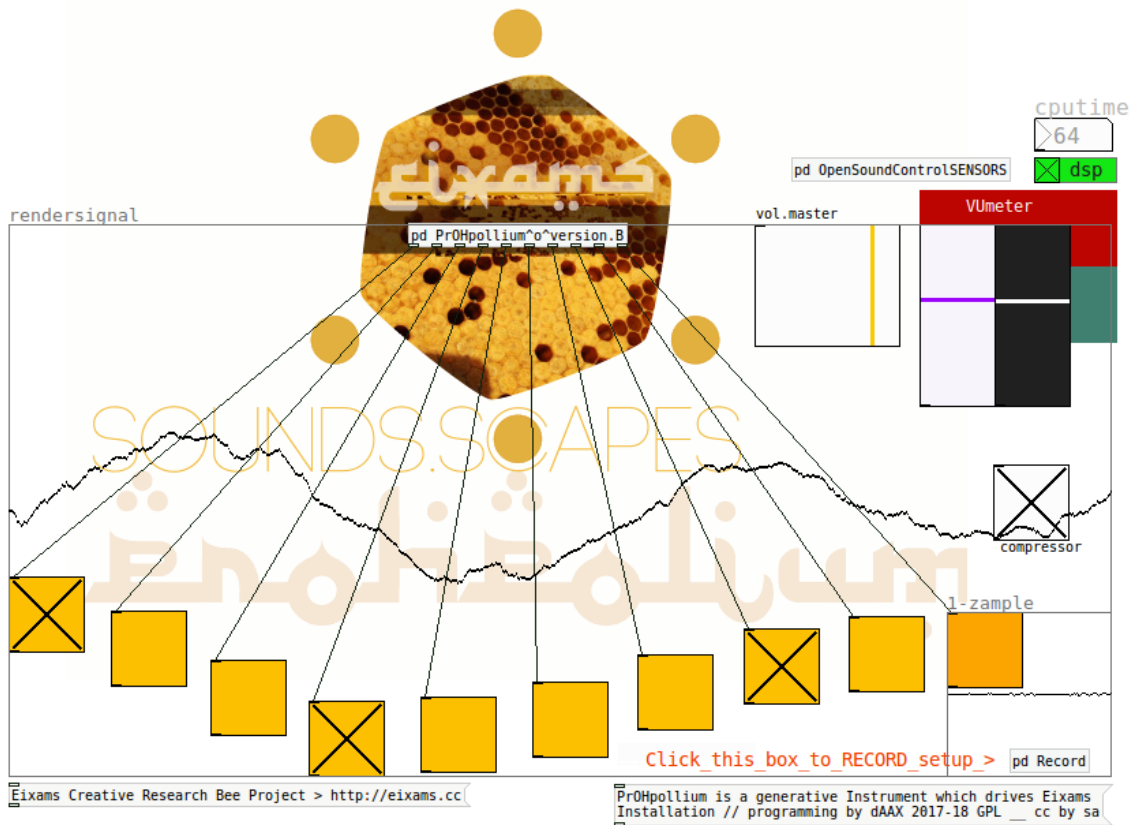 cputime
64
pd OpenSoundControlSENSORS
dsp
eixams
VUmeter
vol.master
rendersignal
pd PrOHpollium^o^version.B
SOUNDS.SCAPES
compressor
1-zample
Click_this_box_to_RECORD_setup_>
pd Record
Eixams Creative Research Bee Project > http://eixams.cc
PrOHpollium is a generative Instrument which drives Eixams
Installation // programming by dAAX 2017-18 GPL __ cc by sa